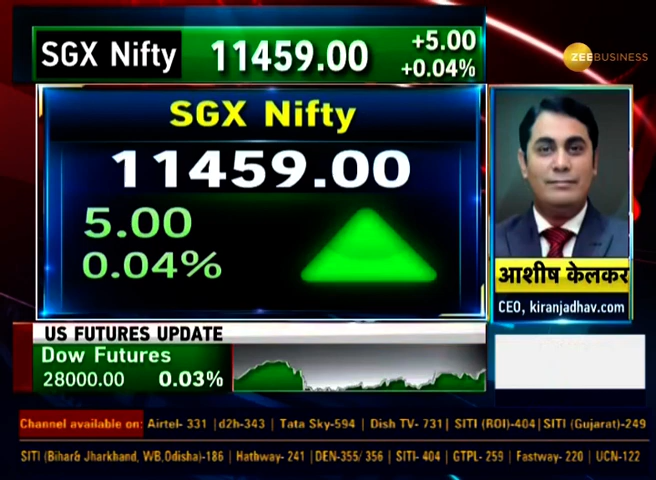 SGX Nifty 11459.00 +5.00
+0.04%
ZEEBUSINESS
SGX Nifty
11459.00
5.00
0.04%
आशीष केलकर
CEO, kiranjadhav.com
US FUTURES UPDATE
Dow Futures
28000.00 0.03%
Channel available on: Airtel- 331 |d2h-343 | Tata Sky-594 | Dish TV- 731| SITI (ROI)-404|SITI (Gujarat)-249
SITI (Bihar& Jharkhand, WB,Odisha)-186 | Hathway- 241 |DEN-355/ 356 | SITI- 404 | GTPL- 259 | Fastway- 220 | UCN-122